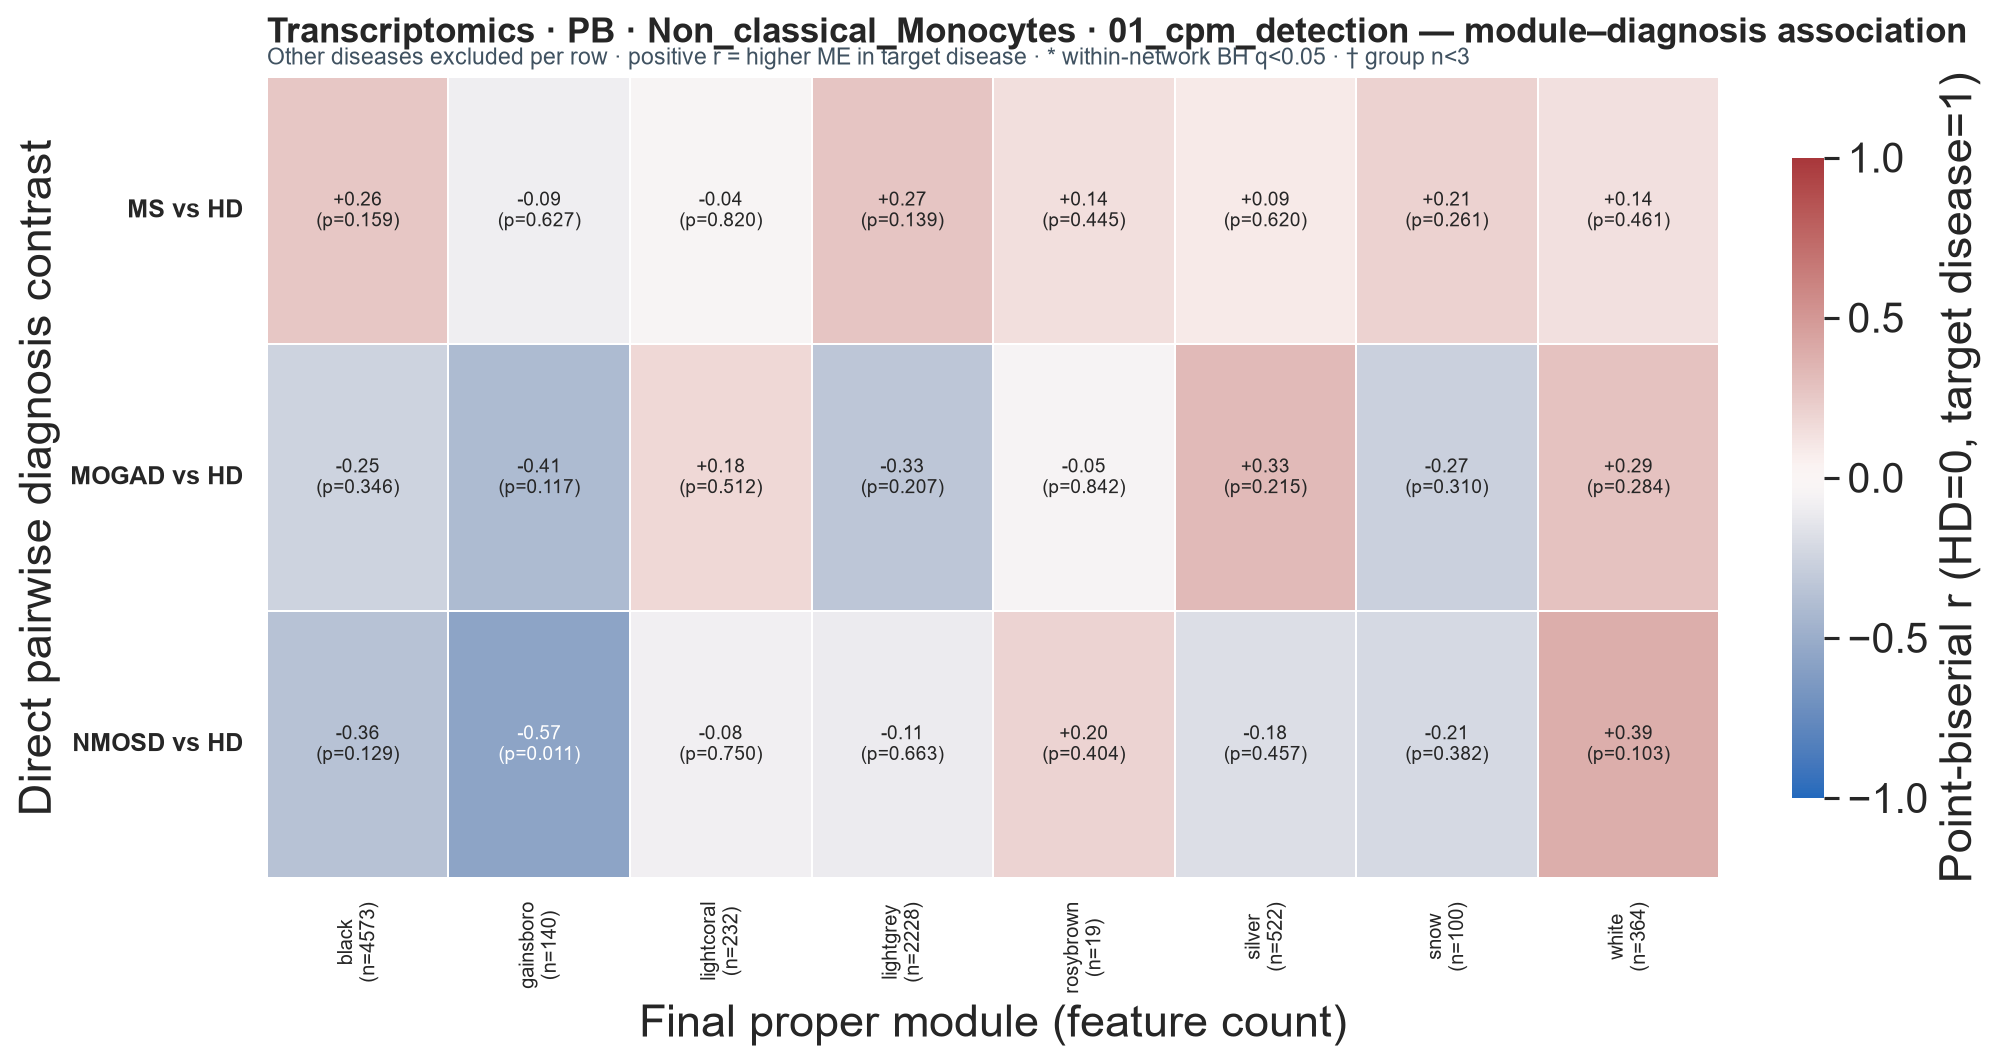 Transcriptomics · PB · Non_classical_Monocytes · 01_cpm_detection — module–diagnosis association
Other diseases excluded per row · positive r = higher ME in target disease · * within-network BH q<0.05 · † group n<3
Direct pairwise diagnosis contrast
MS vs HD
+0.26
(p=0.159)
-0.09
(p=0.627)
-0.04
(p=0.820)
+0.27
(p=0.139)
+0.14
(p=0.445)
+0.09
(p=0.620)
+0.21
(p=0.261)
+0.14
(p=0.461)
MOGAD vs HD
-0.25
(p=0.346)
-0.41
(p=0.117)
+0.18
(p=0.512)
-0.33
(p=0.207)
-0.05
(p=0.842)
+0.33
(p=0.215)
-0.27
(p=0.310)
+0.29
(p=0.284)
NMOSD vs HD
-0.36
(p=0.129)
-0.57
(p=0.011)
-0.08
(p=0.750)
-0.11
(p=0.663)
+0.20
(p=0.404)
-0.18
(p=0.457)
-0.21
(p=0.382)
+0.39
(p=0.103)
black
(n=4573)
gainsboro
(n=140)
lightcoral
(n=232)
lightgrey
(n=2228)
rosybrown
(n=19)
silver
(n=522)
snow
(n=100)
white
(n=364)
Final proper module (feature count)
1.0
0.5
0.0
−0.5
−1.0
Point-biserial r (HD=0, target disease=1)